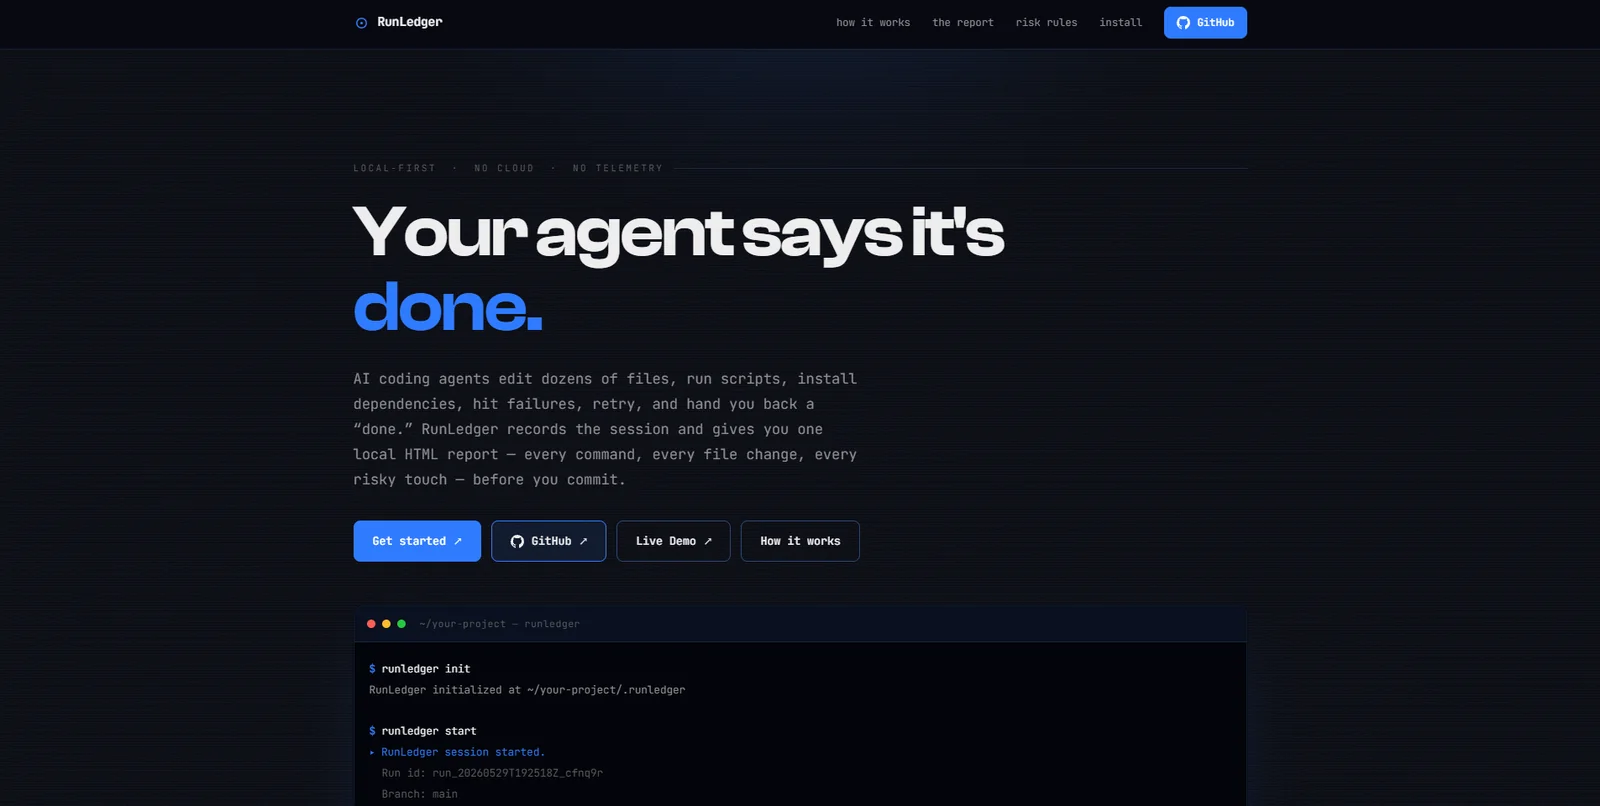 RunLedger
how it works the report risk rules install GitHub
LOCAL-FIRST · NO CLOUD · NO TELEMETRY
Your agent says it's
done.
AI coding agents edit dozens of files, run scripts, install
dependencies, hit failures, retry, and hand you back a
“done.” RunLedger records the session and gives you one
local HTML report — every command, every file change, every
risky touch — before you commit.
Get started ↗ GitHub ↗ Live Demo ↗ How it works
~/your-project — runledger
$ runledger init
RunLedger initialized at ~/your-project/.runledger
$ runledger start
▸ RunLedger session started.
Run id: run_20260529T192518Z_cfnq9r
Branch: main